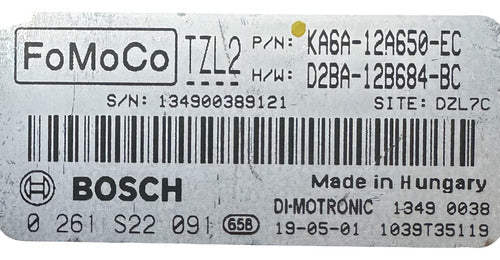 FoMoCo TZL2 P/N: KA6A-12A650-EC
H/W: D2BA-12B684-BC
S/N: 134900389121 SITE: DZL7C
BOSCH Made in Hungary
DI-MOTRONIC 1349 0038
0 261 S22 091 658 19-05-01 1039T35119